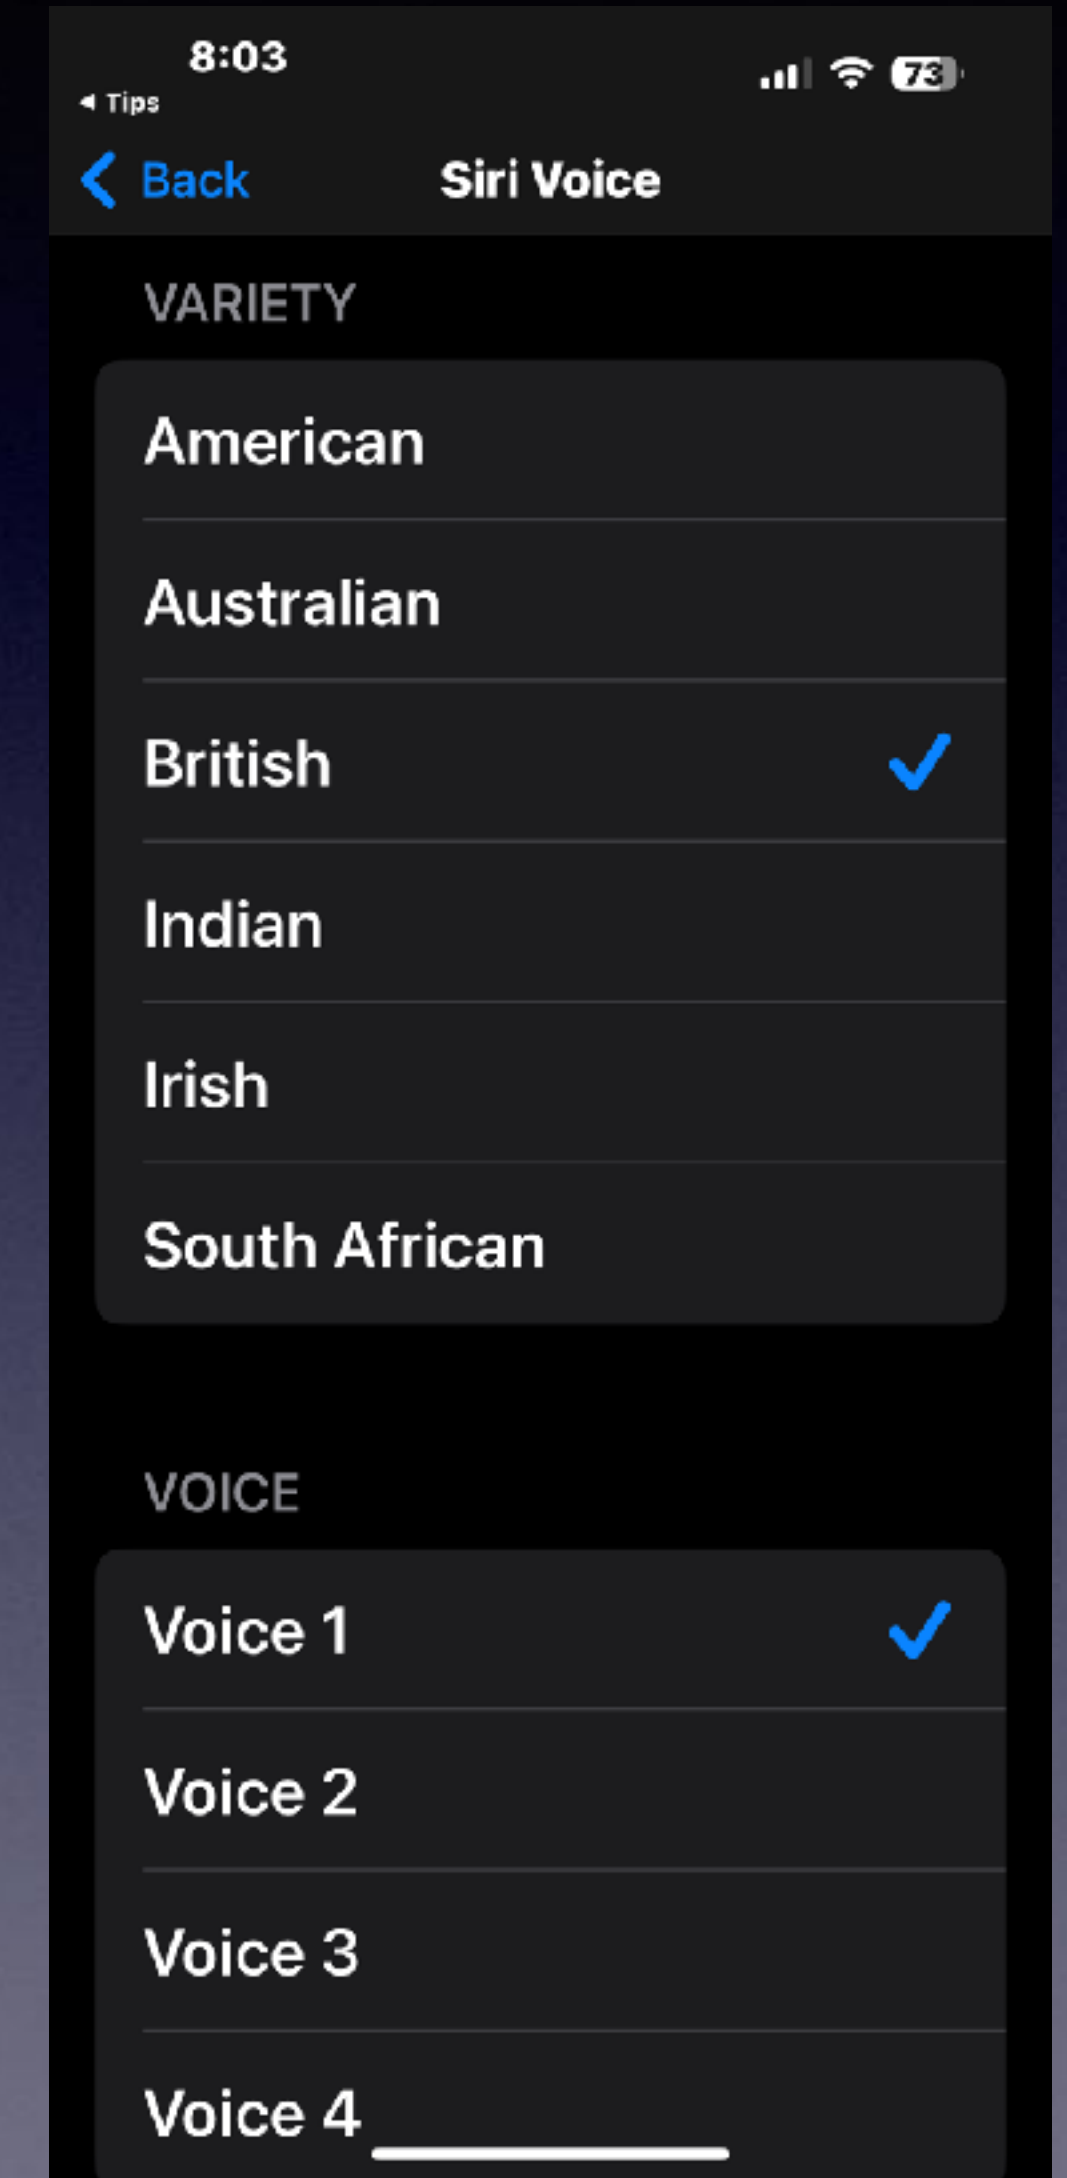 8:03
73
◀ Tips
Back
Siri Voice
VARIETY
American
Australian
British
Indian
Irish
South African
VOICE
Voice 1
Voice 2
Voice 3
Voice 4